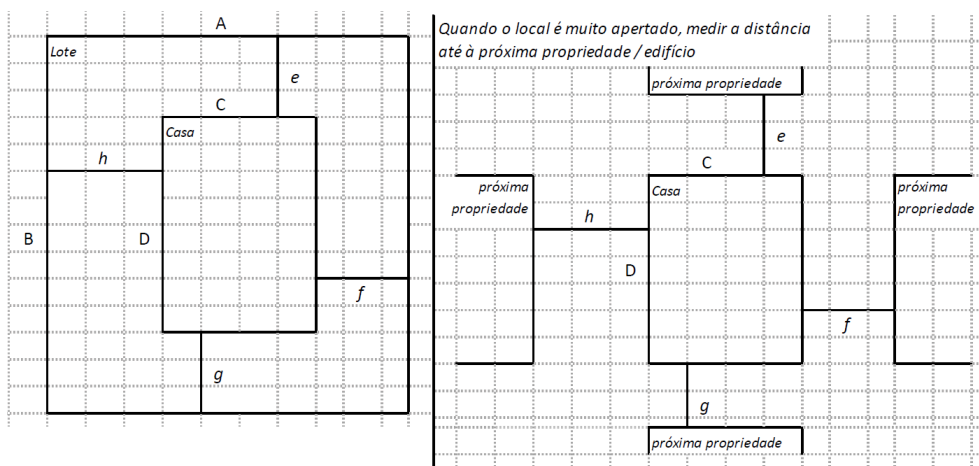 A
Lote
e
C
Casa
h
B
D
f
g
Quando o local é muito apertado, medir a distância
até à próxima propriedade / edifício
próxima propriedade
e
C
próxima
propriedade
Casa
próxima
propriedade
h
D
f
g
próxima propriedade